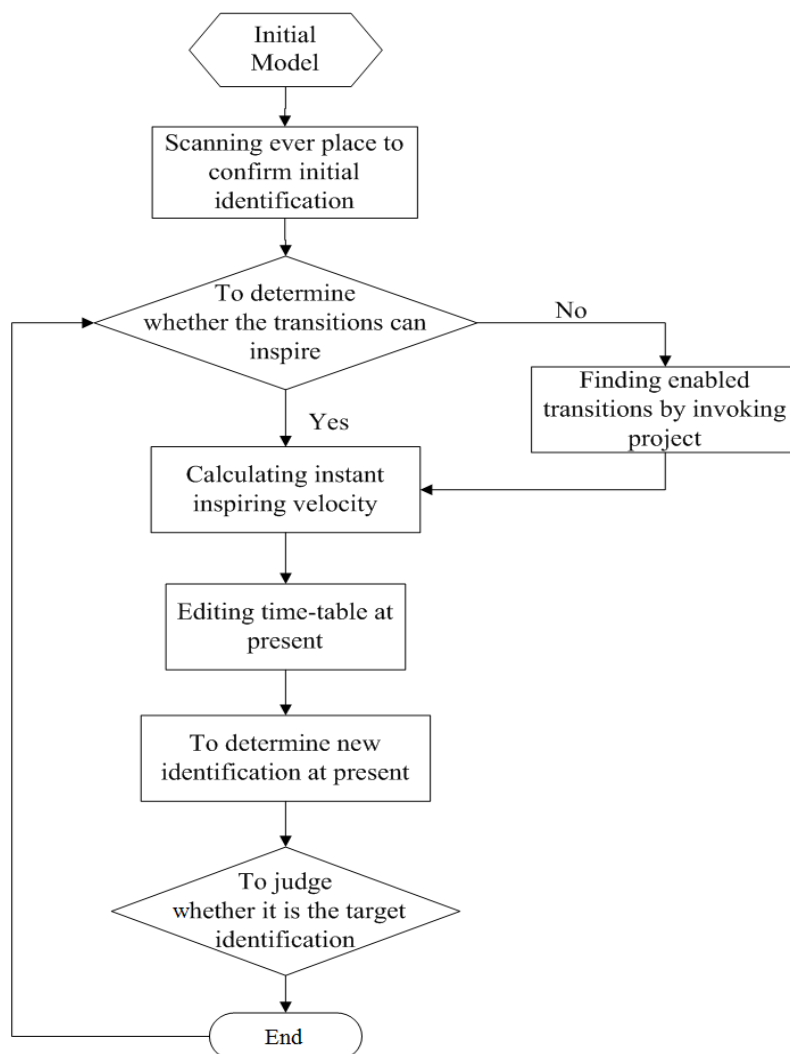 Initial
Model
Scanning ever place to
confirm initial
identification
To determine
whether the transitions can
inspire
No
Finding enabled
transitions by invoking
project
Yes
Calculating instant
inspiring velocity
Editing time-table at
present
To determine new
identification at present
To judge
whether it is the target
identification
End